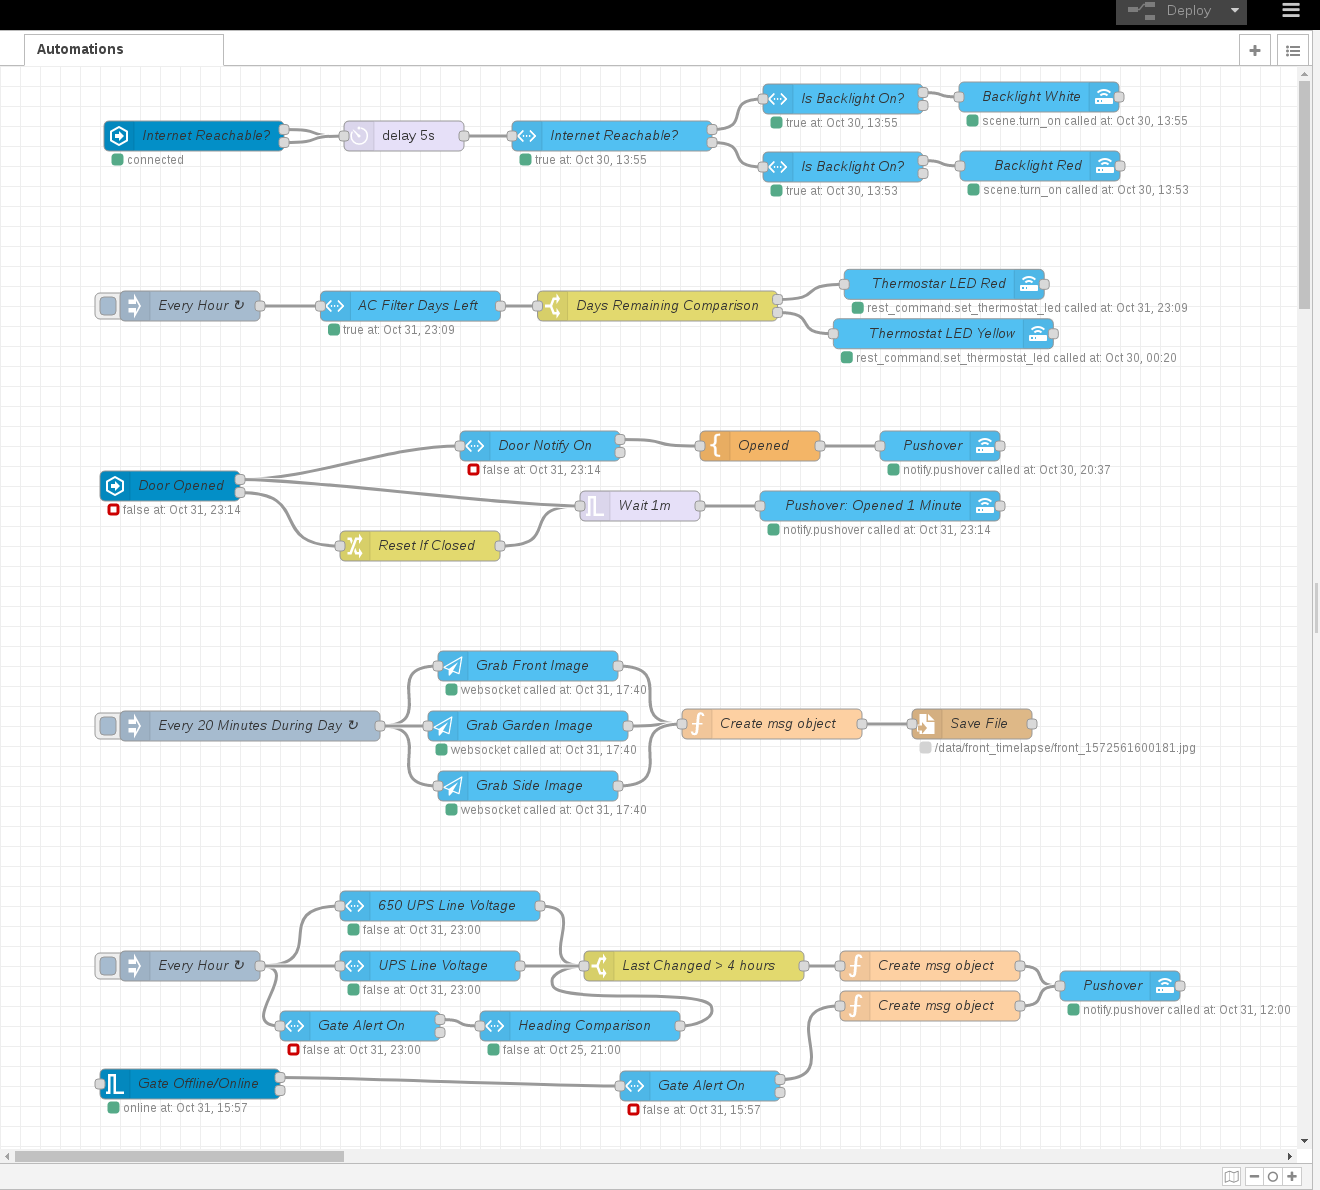 Deploy
Automations
Internet Reachable?
connected
delay 5s
Internet Reachable?
true at: Oct 30, 13:55
Is Backlight On?
true at: Oct 30, 13:55
Backlight White
scene.turn_on called at: Oct 30, 13:55
Is Backlight On?
true at: Oct 30, 13:53
Backlight Red
scene.turn_on called at: Oct 30, 13:53
Every Hour ↻
AC Filter Days Left
true at: Oct 31, 23:09
Days Remaining Comparison
Thermostar LED Red
rest_command.set_thermostat_led called at: Oct 31, 23:09
Thermostat LED Yellow
rest_command.set_thermostat_led called at: Oct 30, 00:20
Door Opened
false at: Oct 31, 23:14
Door Notify On
false at: Oct 31, 23:14
Opened
Pushover
notify.pushover called at: Oct 30, 20:37
Wait 1m
Pushover: Opened 1 Minute
notify.pushover called at: Oct 31, 23:14
Reset If Closed
Every 20 Minutes During Day ↻
Grab Front Image
websocket called at: Oct 31, 17:40
Grab Garden Image
websocket called at: Oct 31, 17:40
Grab Side Image
websocket called at: Oct 31, 17:40
Create msg object
Save File
/data/front_timelapse/front_1572561600181.jpg
Every Hour ↻
650 UPS Line Voltage
false at: Oct 31, 23:00
UPS Line Voltage
false at: Oct 31, 23:00
Gate Alert On
false at: Oct 31, 23:00
Heading Comparison
false at: Oct 25, 21:00
Last Changed > 4 hours
Create msg object
Create msg object
Pushover
notify.pushover called at: Oct 31, 12:00
Gate Offline/Online
online at: Oct 31, 15:57
Gate Alert On
false at: Oct 31, 15:57